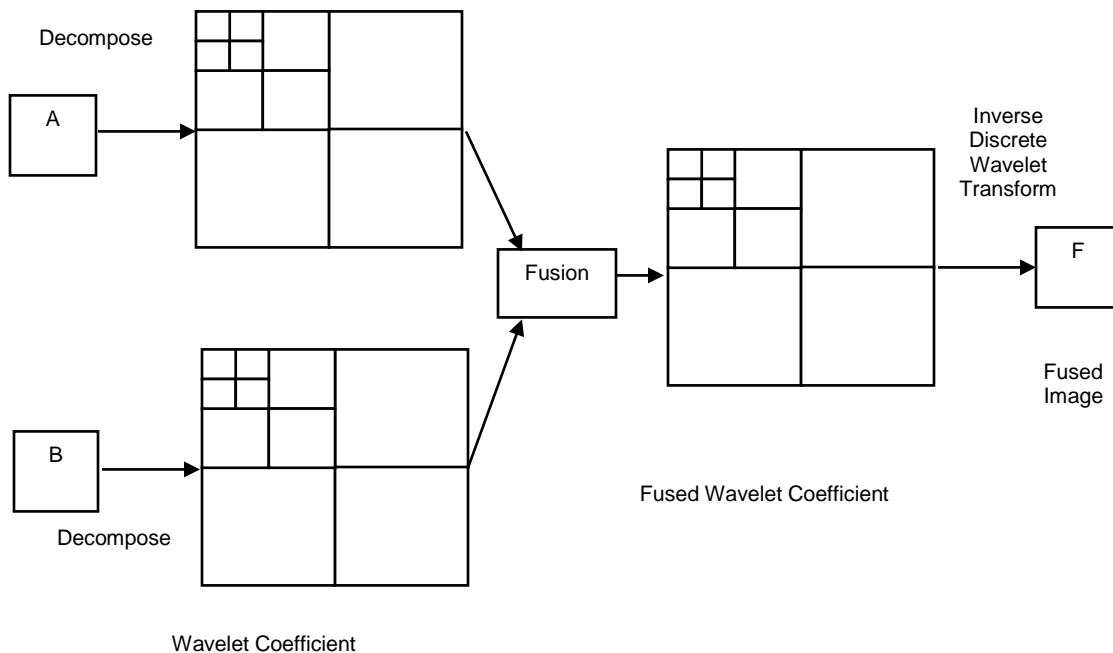 Decompose
A
Inverse
Discrete
Wavelet
Transform
F
Fusion
Fused
Image
B
Fused Wavelet Coefficient
Decompose
Wavelet Coefficient